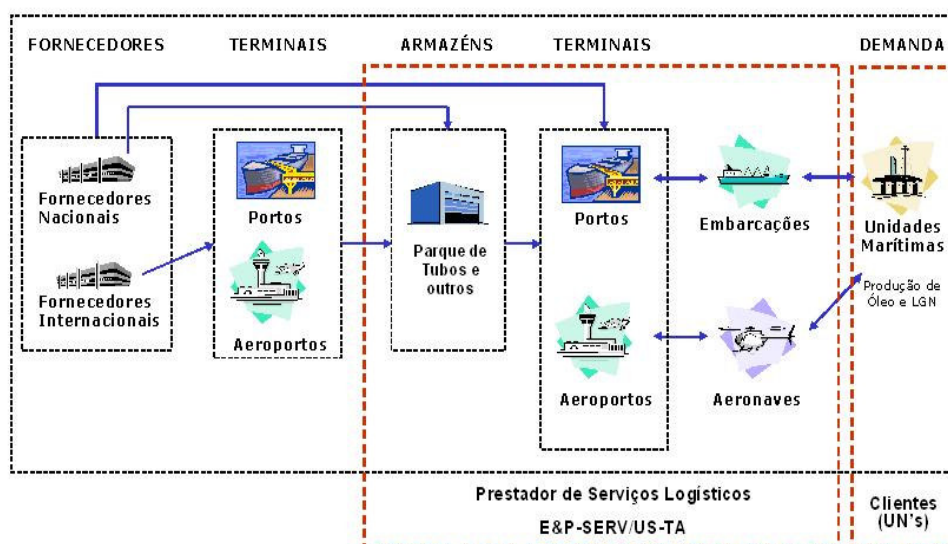 FORNECEDORES
TERMINAIS
ARMAZÉNS
TERMINAIS
DEMANDA
Fornecedores
Nacionais
Fornecedores
Internacionais
Portos
Aeroportos
Parque de
Tubos e
outros
Portos
Aeroportos
Embarcações
Aeronaves
Unidades
Marítimas
Produção de
Óleo e LGN
Prestador de Serviços Logísticos
E&P-SERV/US-TA
Clientes
(UN's)